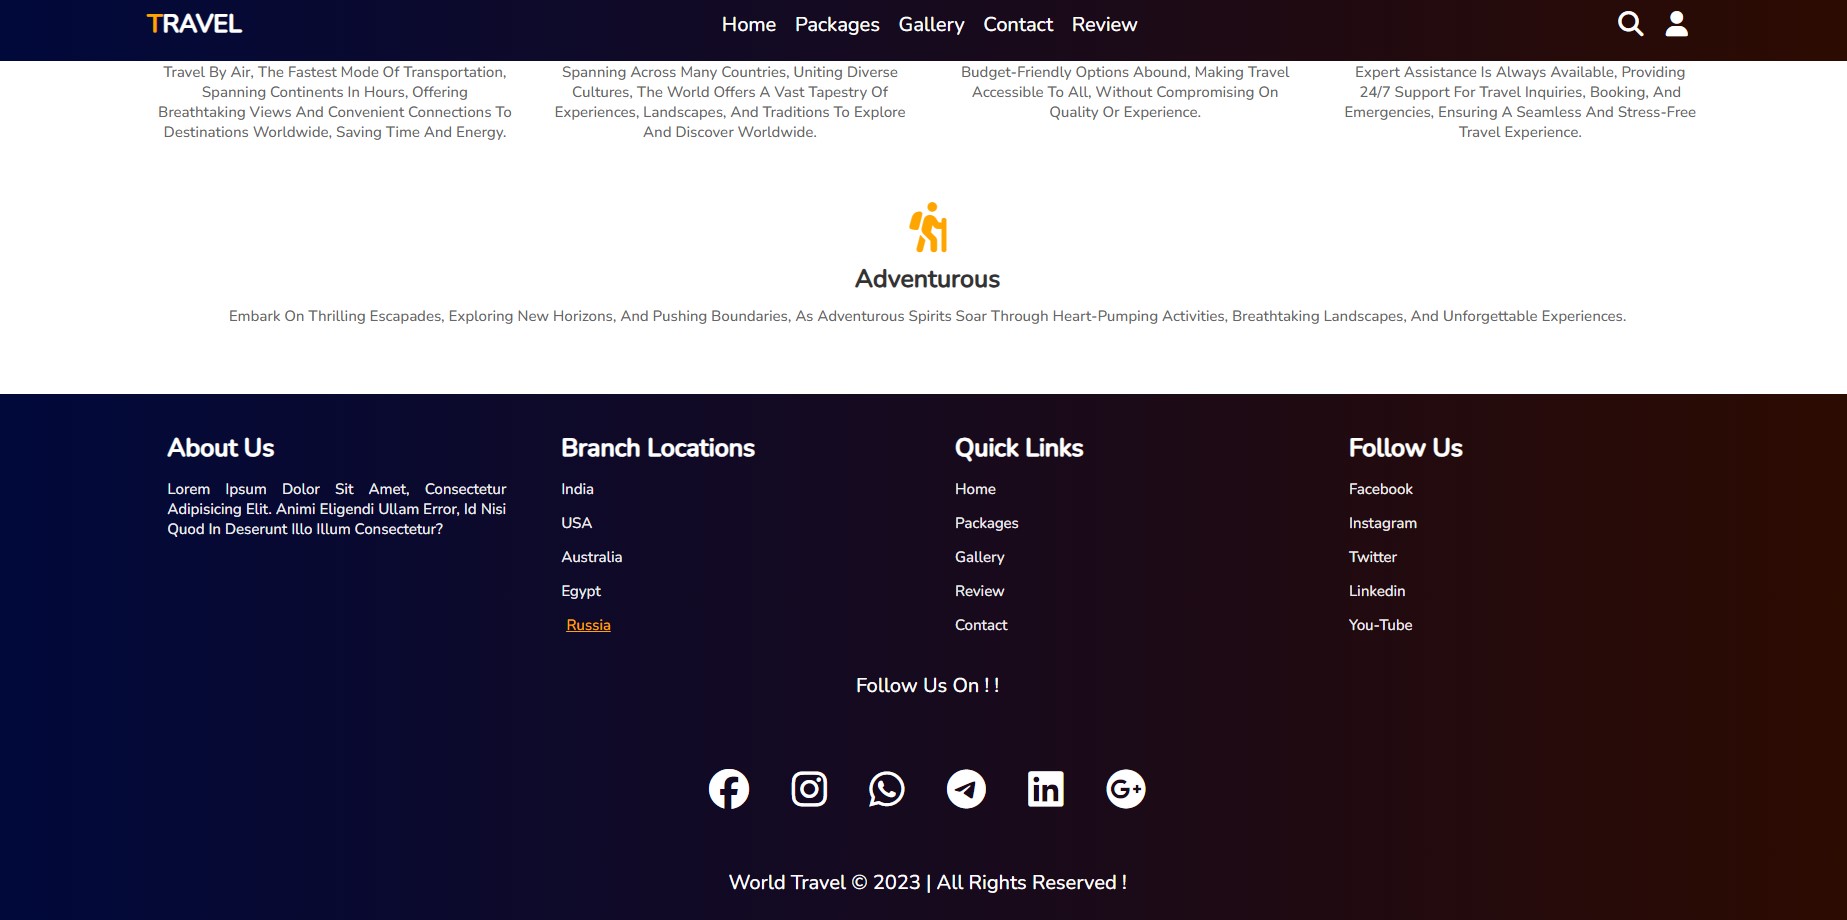 TRAVEL
Home Packages Gallery Contact Review
Travel By Air, The Fastest Mode Of Transportation,
Spanning Continents In Hours, Offering
Breathtaking Views And Convenient Connections To
Destinations Worldwide, Saving Time And Energy.
Spanning Across Many Countries, Uniting Diverse
Cultures, The World Offers A Vast Tapestry Of
Experiences, Landscapes, And Traditions To Explore
And Discover Worldwide.
Budget-Friendly Options Abound, Making Travel
Accessible To All, Without Compromising On
Quality Or Experience.
Expert Assistance Is Always Available, Providing
24/7 Support For Travel Inquiries, Booking, And
Emergencies, Ensuring A Seamless And Stress-Free
Travel Experience.
Adventurous
Embark On Thrilling Escapades, Exploring New Horizons, And Pushing Boundaries, As Adventurous Spirits Soar Through Heart-Pumping Activities, Breathtaking Landscapes, And Unforgettable Experiences.
About Us
Lorem Ipsum Dolor Sit Amet, Consectetur
Adipisicing Elit. Animi Eligendi Ullam Error, Id Nisi
Quod In Deserunt Illo Illum Consectetur?
Branch Locations
India
USA
Australia
Egypt
Russia
Quick Links
Home
Packages
Gallery
Review
Contact
Follow Us
Facebook
Instagram
Twitter
Linkedin
You-Tube
Follow Us On ! !
in G+
World Travel © 2023 | All Rights Reserved !